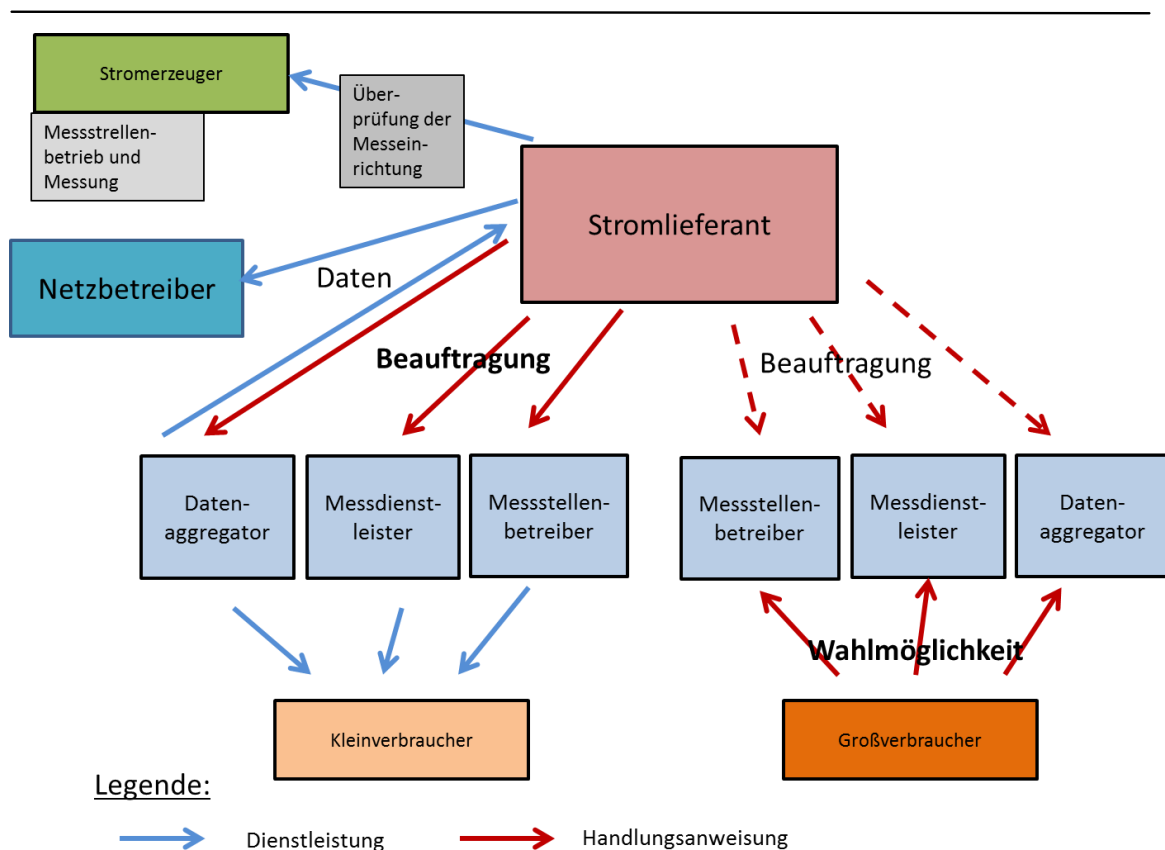 Stromerzeuger
Messstrellen-
betrieb und
Messung
Über-
prüfung der
Messein-
richtung
Stromlieferant
Netzbetreiber
Daten
Beauftragung
Beauftragung
Daten-
aggregator
Messdienst-
leister
Messstellen-
betreiber
Messstellen-
betreiber
Messdienst-
leister
Daten-
aggregator
Wahlmöglichkeit
Kleinverbraucher
Großverbraucher
Legende:
Dienstleistung
Handlungsanweisung